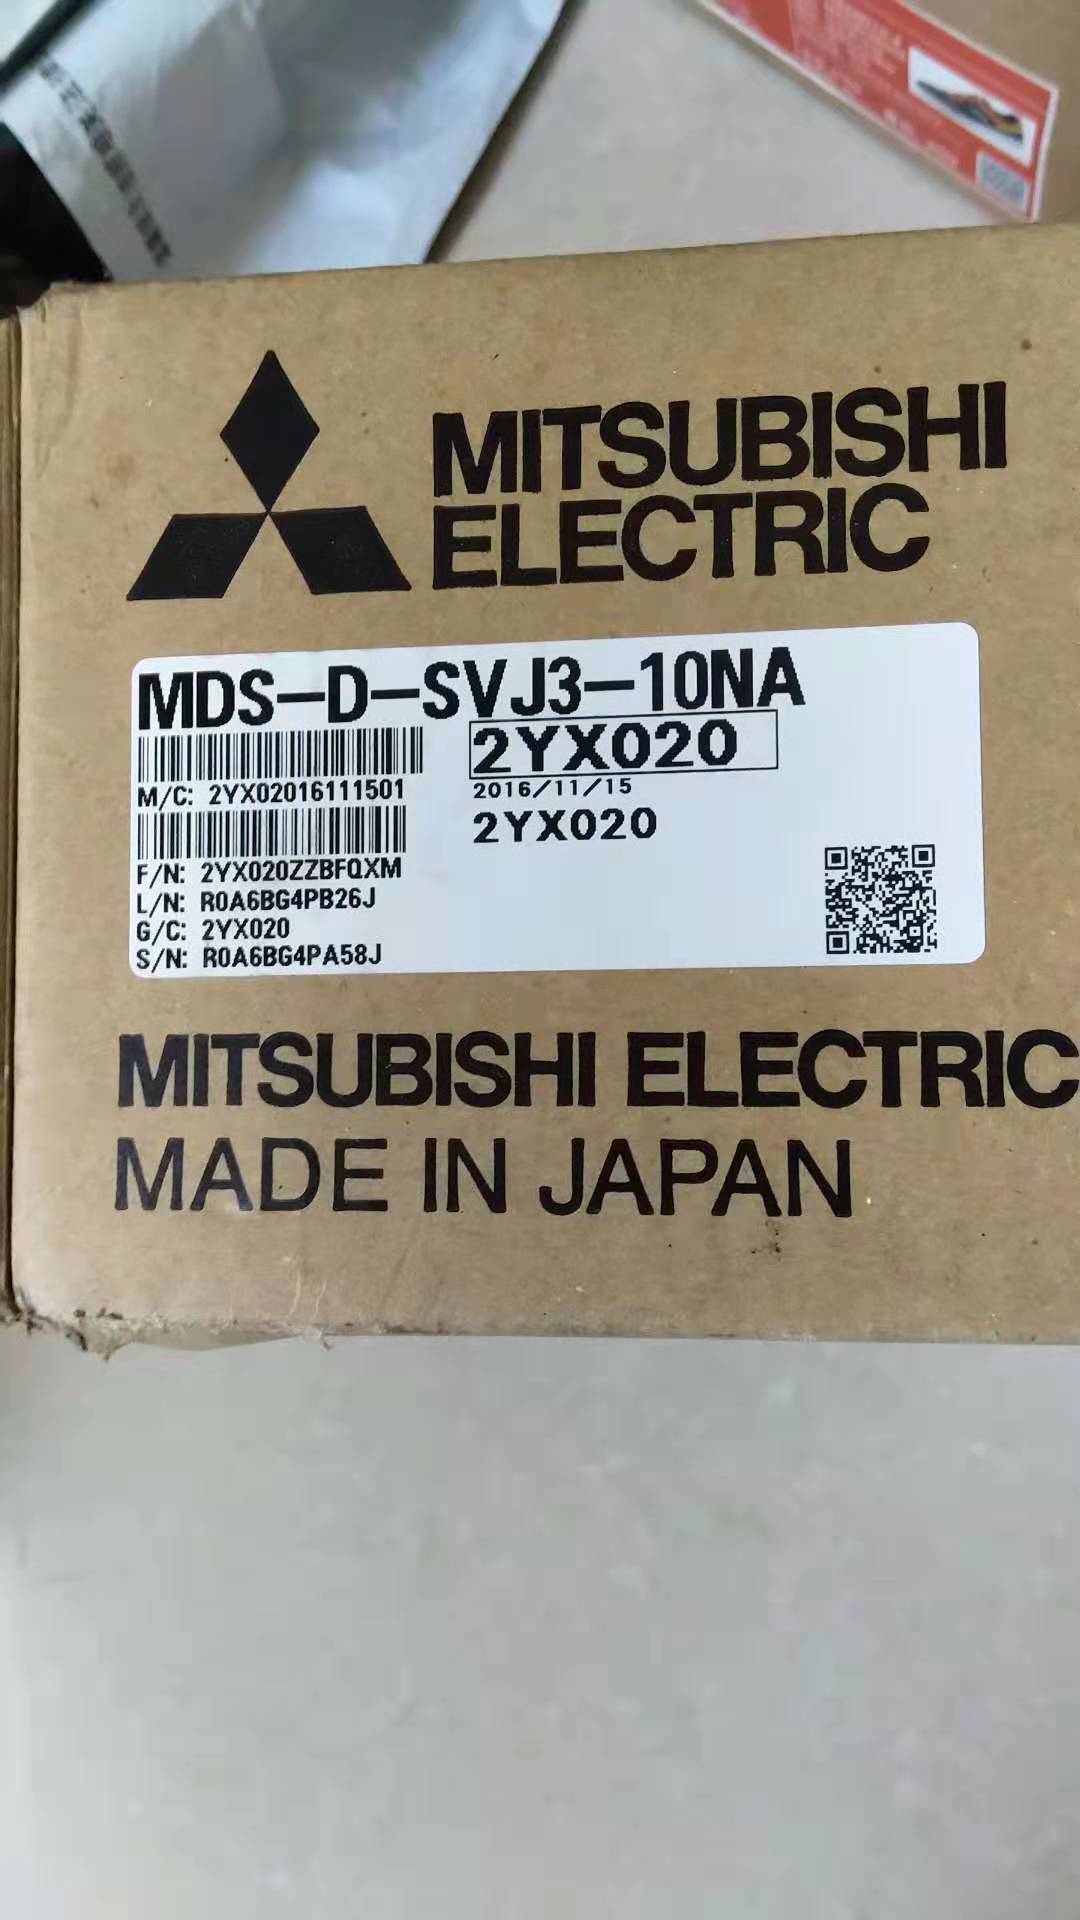 MITSUBISHI
ELECTRIC
MDS-D-SVJ3-10NA
2YX020
M/C: 2YX02016111501
2016/11/15
2YX020
F/N: 2YX020ZZBFQXM
L/N: R0A6BG4PB26J
G/C: 2YX020
S/N: R0A6BG4PA58J
MITSUBISHI ELECTRIC
MADE IN JAPAN